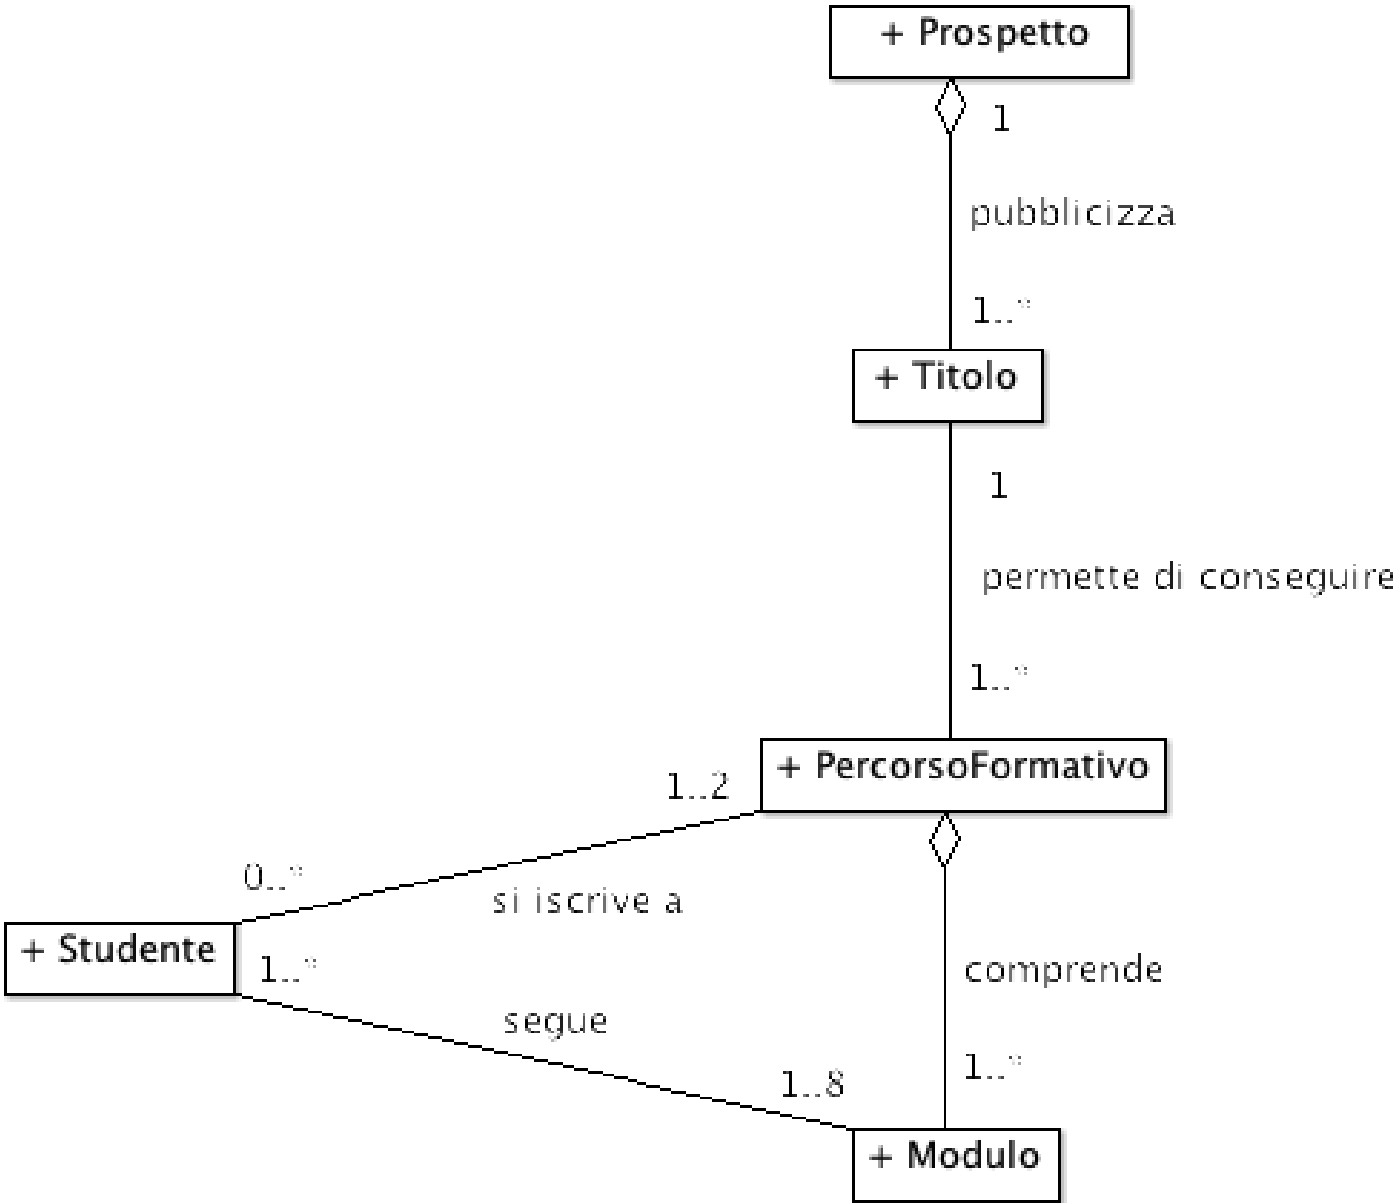 + Prospetto
1
pubblicizza
1..*
+ Titolo
1
permette di conseguire
1..*
+ PercorsoFormativo
1..2
0..*
si iscrive a
+ Studente
1..*
comprende
segue
1..*
1..8
+ Modulo